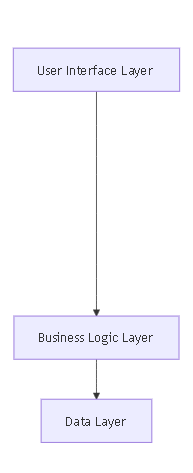 User Interface Layer
Business Logic Layer
Data Layer